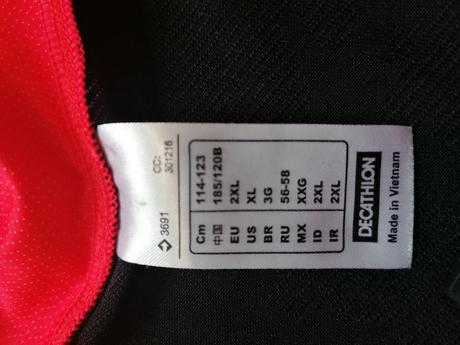 CC:
3691 301216
Cm 114-123
中国 185/120B
EU 2XL
US XL
BR 3G
RU 56-58
MX XXG
ID 2XL
IR 2XL
DECATHLON
Made in Vietnam